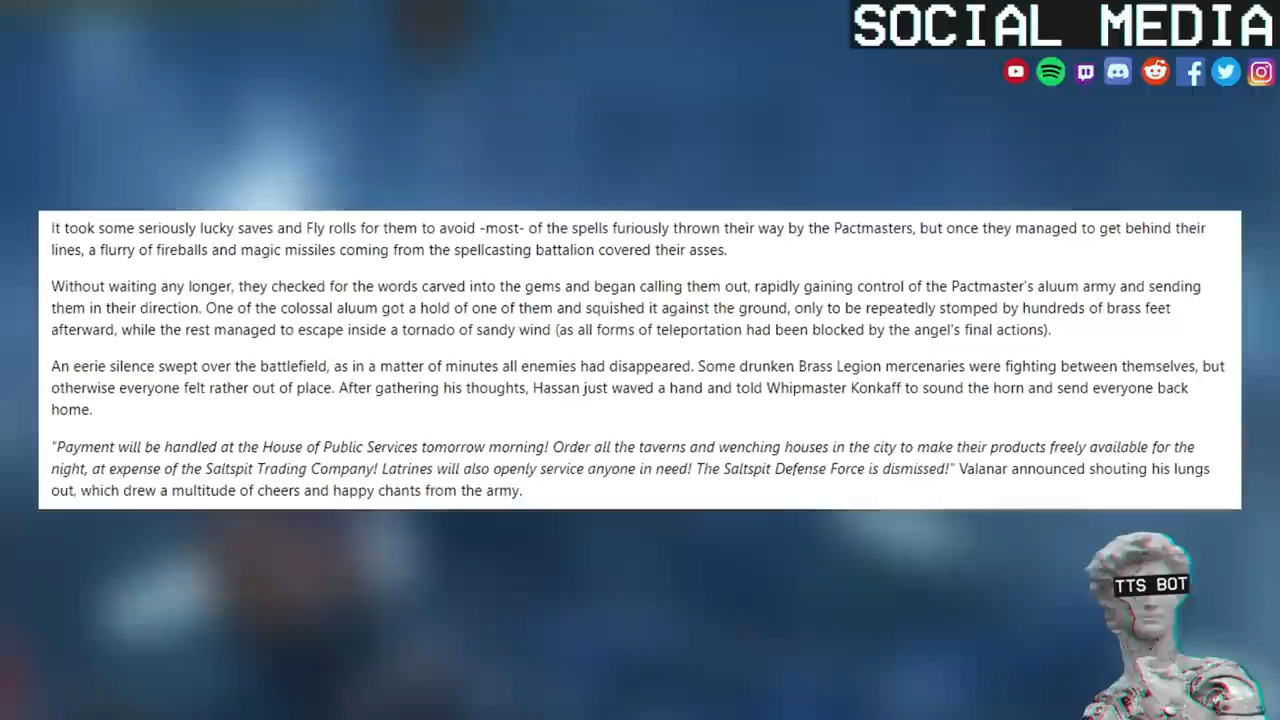 SOCIAL MEDIA
It took some seriously lucky saves and Fly rolls for them to avoid -most- of the spells furiously thrown their way by the Pactmasters, but once they managed to get behind their
lines, a flurry of fireballs and magic missiles coming from the spellcasting battalion covered their asses.
Without waiting any longer, they checked for the words carved into the gems and began calling them out, rapidly gaining control of the Pactmaster's aluum army and sending
them in their direction. One of the colossal aluum got a hold of one of them and squished it against the ground, only to be repeatedly stomped by hundreds of brass feet
afterward, while the rest managed to escape inside a tornado of sandy wind (as all forms of teleportation had been blocked by the angel's final actions).
An eerie silence swept over the battlefield, as in a matter of minutes all enemies had disappeared. Some drunken Brass Legion mercenaries were fighting between themselves, but
otherwise everyone felt rather out of place. After gathering his thoughts, Hassan just waved a hand and told Whipmaster Konkaff to sound the horn and send everyone back
home.
"Payment will be handled at the House of Public Services tomorrow morning! Order all the taverns and wenching houses in the city to make their products freely available for the
night, at expense of the Saltspit Trading Company! Latrines will also openly service anyone in need! The Saltspit Defense Force is dismissed!" Valanar announced shouting his lungs
out, which drew a multitude of cheers and happy chants from the army.
TTS BOT